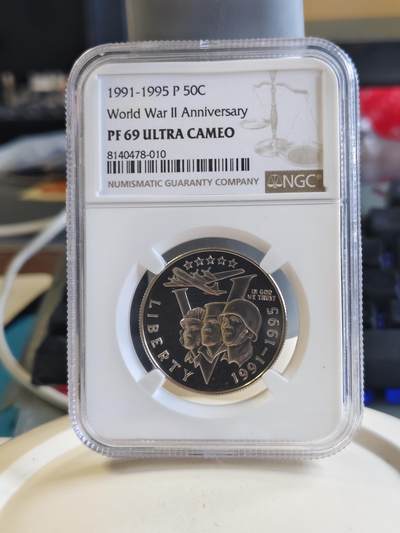 1991-1995 P 50C
World War II Anniversary
PF 69 ULTRA CAMEO
8140478-010
NUMISMATIC GUARANTY COMPANY
NGC
IN GOD
WE TRUST
LIBERTY
1991-1995